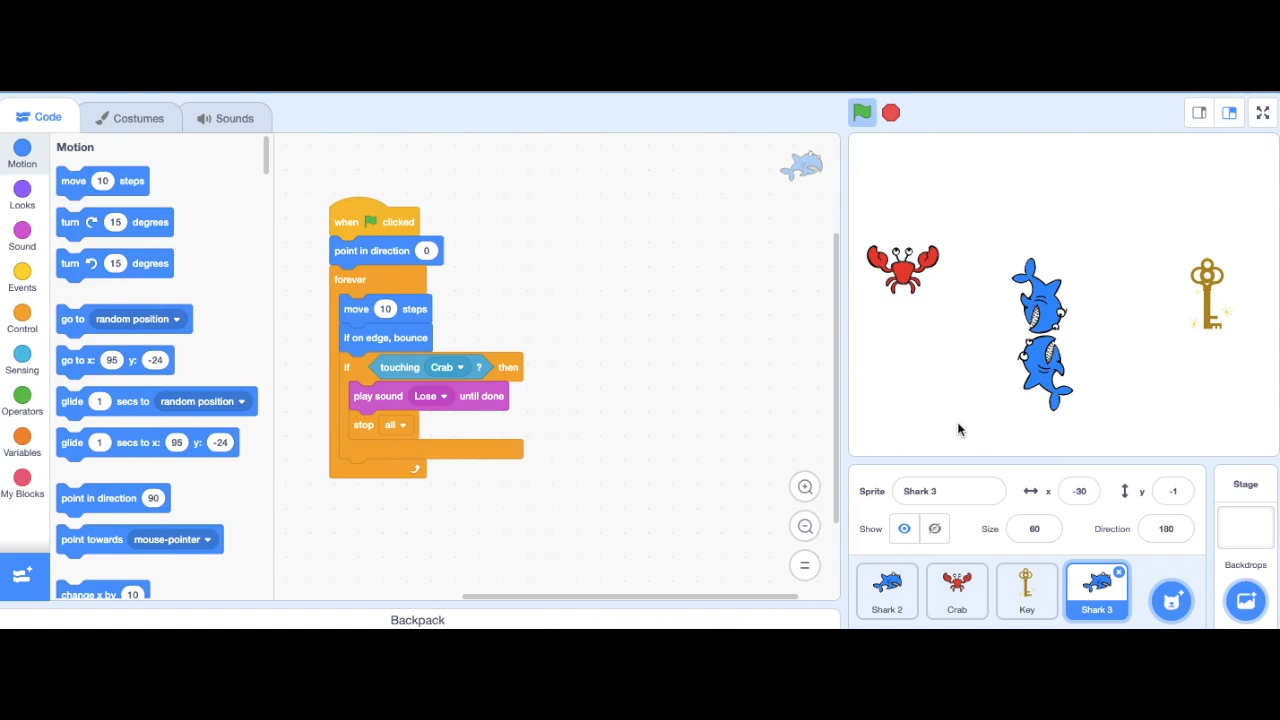 Code
Costumes
Sounds
Motion
Looks
Sound
Events
Control
Sensing
Operators
Variables
My Blocks
Motion
move 10 steps
turn 15 degrees
turn 15 degrees
go to random position
go to x: 95 y: -24
glide 1 secs to random position
glide 1 secs to x: 95 y: -24
point in direction 90
point towards mouse-pointer
change x by 10
when clicked
point in direction 0
forever
move 10 steps
if on edge, bounce
if touching Crab ? then
play sound Lose until done
stop all
Backpack
Sprite Shark 3 x -30 y -1
Show Size 60 Direction 180
Shark 2
Crab
Key
Shark 3
Stage
Backdrops